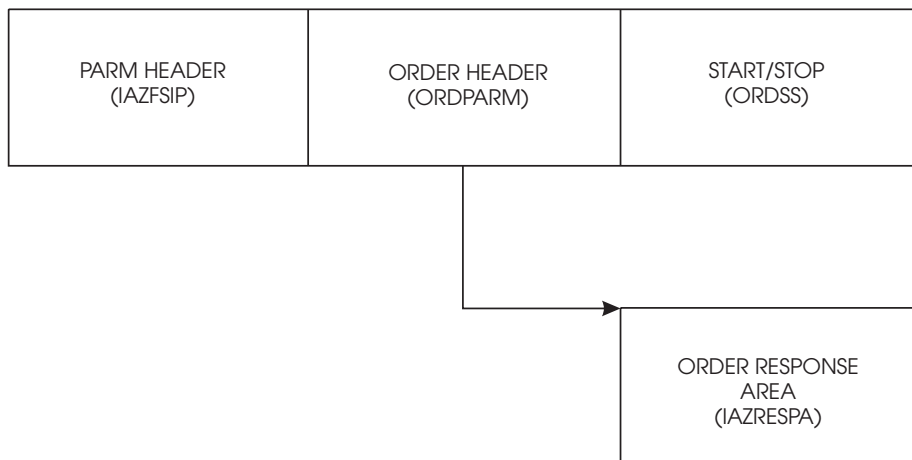 PARM HEADER
(IAZFSIP)
ORDER HEADER
(ORDPARM)
START/STOP
(ORDSS)
ORDER RESPONSE
AREA
(IAZRESPA)